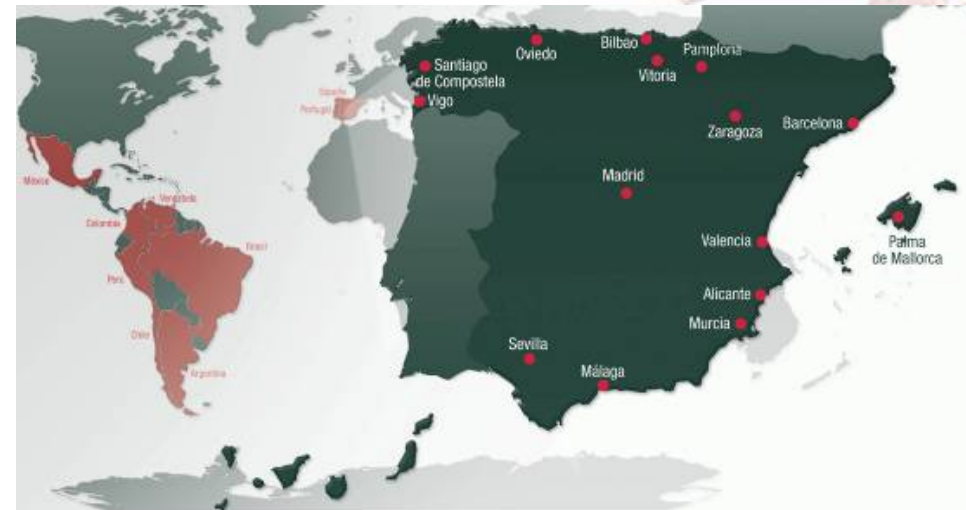 Oviedo
Bilbao
Pamplona
Santiago
de Compostela
Vitoria
Vigo
España
Portugal
Zaragoza
Barcelona
Madrid
México
Venezuela
Colombia
Brasil
Perú
Chile
Argentina
Valencia
Palma
de Mallorca
Alicante
Murcia
Sevilla
Málaga